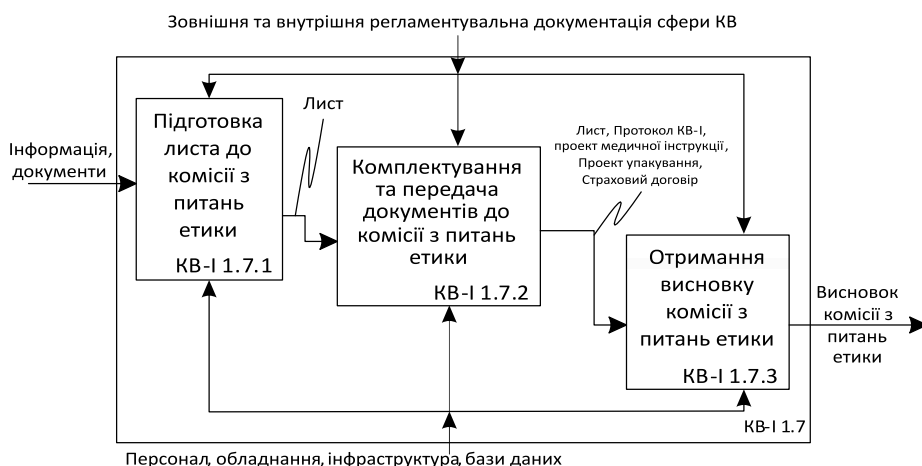 Зовнішня та внутрішня регламентувальна документація сфери КВ
Інформація,
документи
Підготовка
листа до
комісії з
питань
етики
КВ-І 1.7.1
Лист
Комплектування
та передача
документів до
комісії з питань
етики
КВ-І 1.7.2
Лист, Протокол КВ-І,
проект медичної інструкції,
Проект упакування,
Страховий договір
Отримання
висновку
комісії з
питань етики
КВ-І 1.7.3
Висновок
комісії з
питань
етики
КВ-І 1.7
Персонал, обладнання, інфраструктура, бази даних